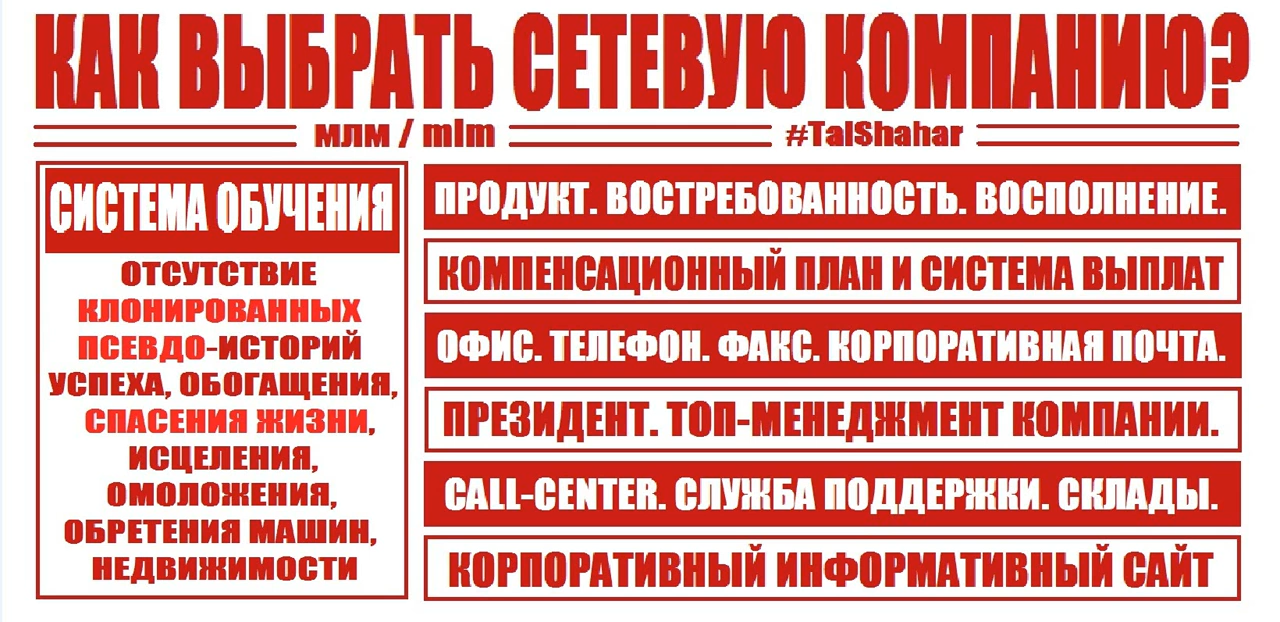 КАК ВЫБРАТЬ СЕТЕВУЮ КОМПАНИЮ?
млм / mlm
#TalShahar
СИСТЕМА ОБУЧЕНИЯ
ОТСУТСТВИЕ
КЛОНИРОВАННЫХ
ПСЕВДО-ИСТОРИЙ
УСПЕХА, ОБОГАЩЕНИЯ,
СПАСЕНИЯ ЖИЗНИ,
ИСЦЕЛЕНИЯ,
ОМОЛОЖЕНИЯ,
ОБРЕТЕНИЯ МАШИН,
НЕДВИЖИМОСТИ
ПРОДУКТ. ВОСТРЕБОВАННОСТЬ. ВОСПОЛНЕНИЕ.
КОМПЕНСАЦИОННЫЙ ПЛАН И СИСТЕМА ВЫПЛАТ
ОФИС. ТЕЛЕФОН. ФАКС. КОРПОРАТИВНАЯ ПОЧТА.
ПРЕЗИДЕНТ. ТОП-МЕНЕДЖМЕНТ КОМПАНИИ.
CALL-CENTER. СЛУЖБА ПОДДЕРЖКИ. СКЛАДЫ.
КОРПОРАТИВНЫЙ ИНФОРМАТИВНЫЙ САЙТ